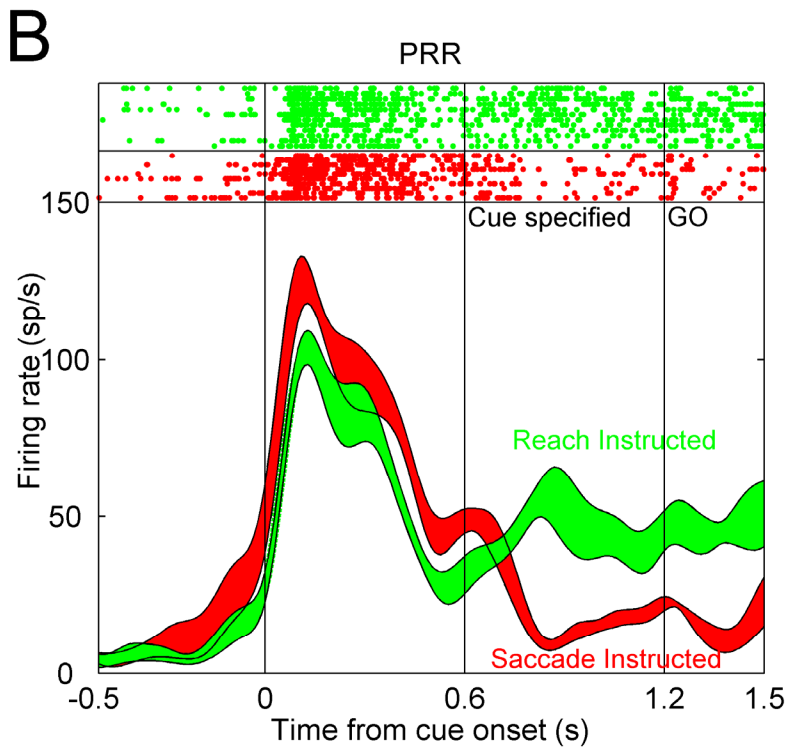 B
PRR
150
Cue specified
GO
Firing rate (sp/s)
100
Reach Instructed
50
Saccade Instructed
0
-0.5
0
0.6
1.2
1.5
Time from cue onset (s)